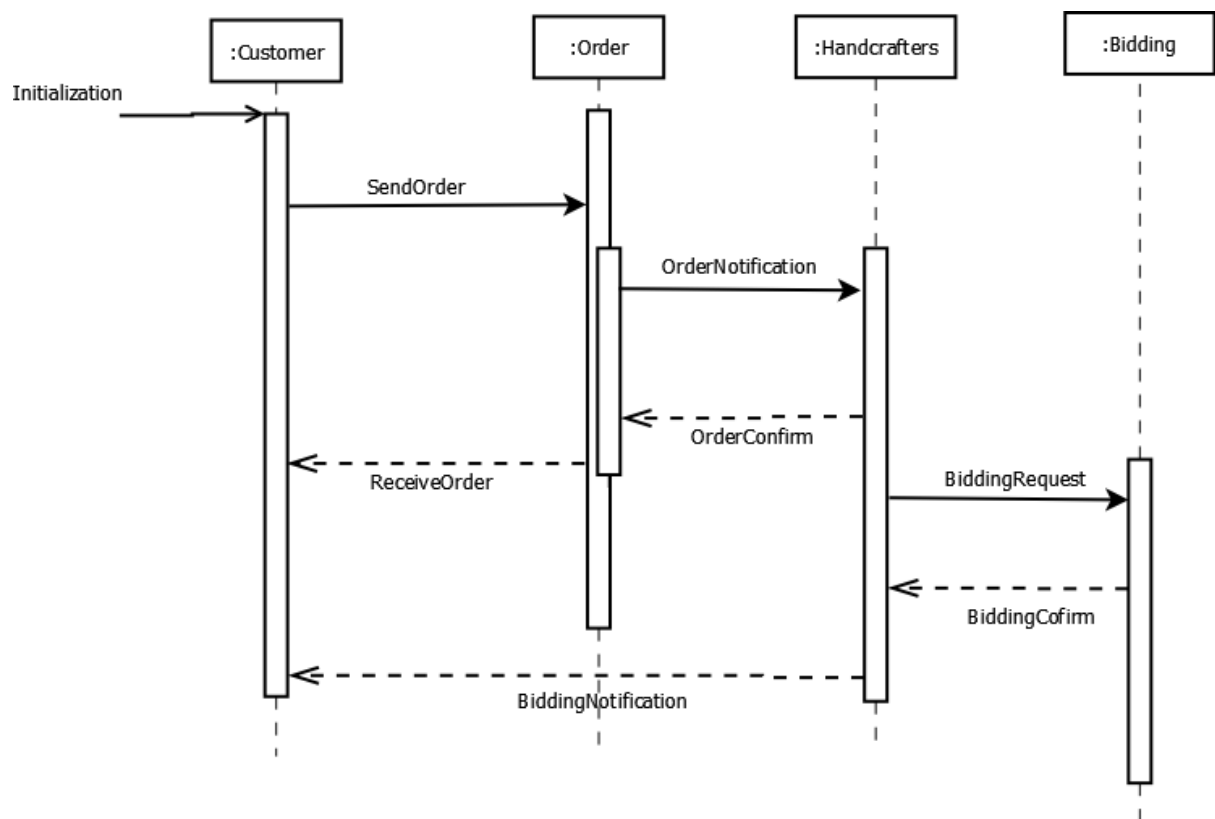 :Customer
:Order
:Handcrafters
:Bidding
Initialization
SendOrder
OrderNotification
OrderConfirm
ReceiveOrder
BiddingRequest
BiddingCofirm
BiddingNotification